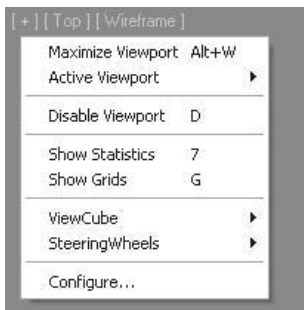 [ + ] [ Top ] [ Wireframe ]
Maximize Viewport Alt+W
Active Viewport
Disable Viewport D
Show Statistics 7
Show Grids G
ViewCube
SteeringWheels
Configure...